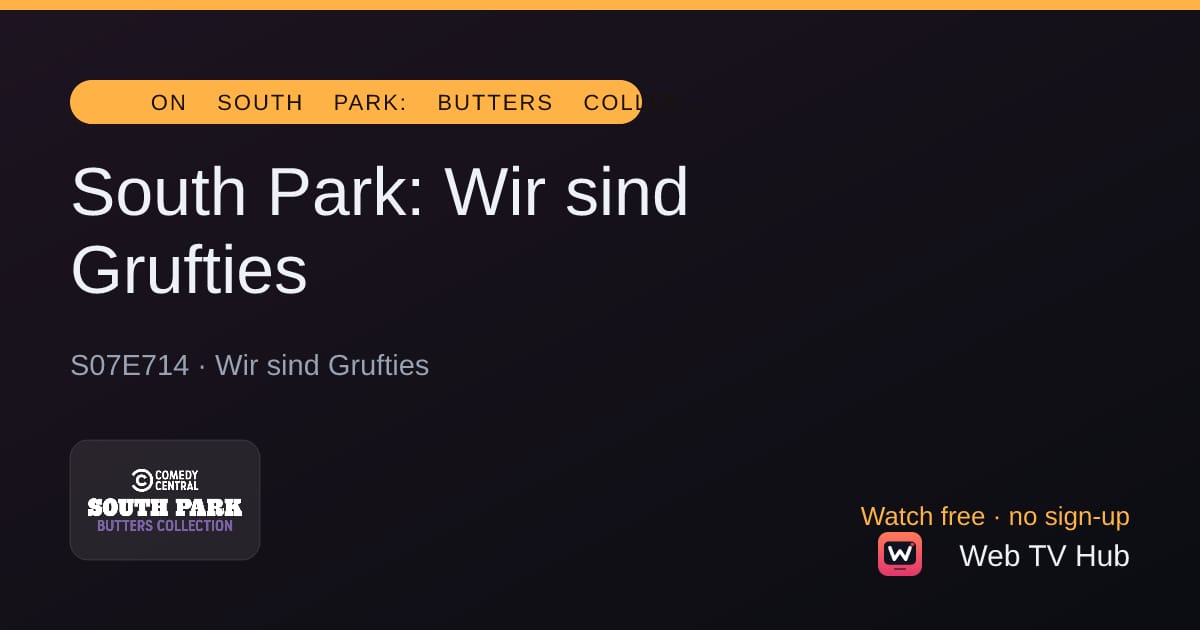 ON SOUTH PARK: BUTTERS COLL
South Park: Wir sind
Grufties
S07E714 · Wir sind Grufties
COMEDY
CENTRAL
SOUTH PARK
BUTTERS COLLECTION
Watch free · no sign-up
Web TV Hub